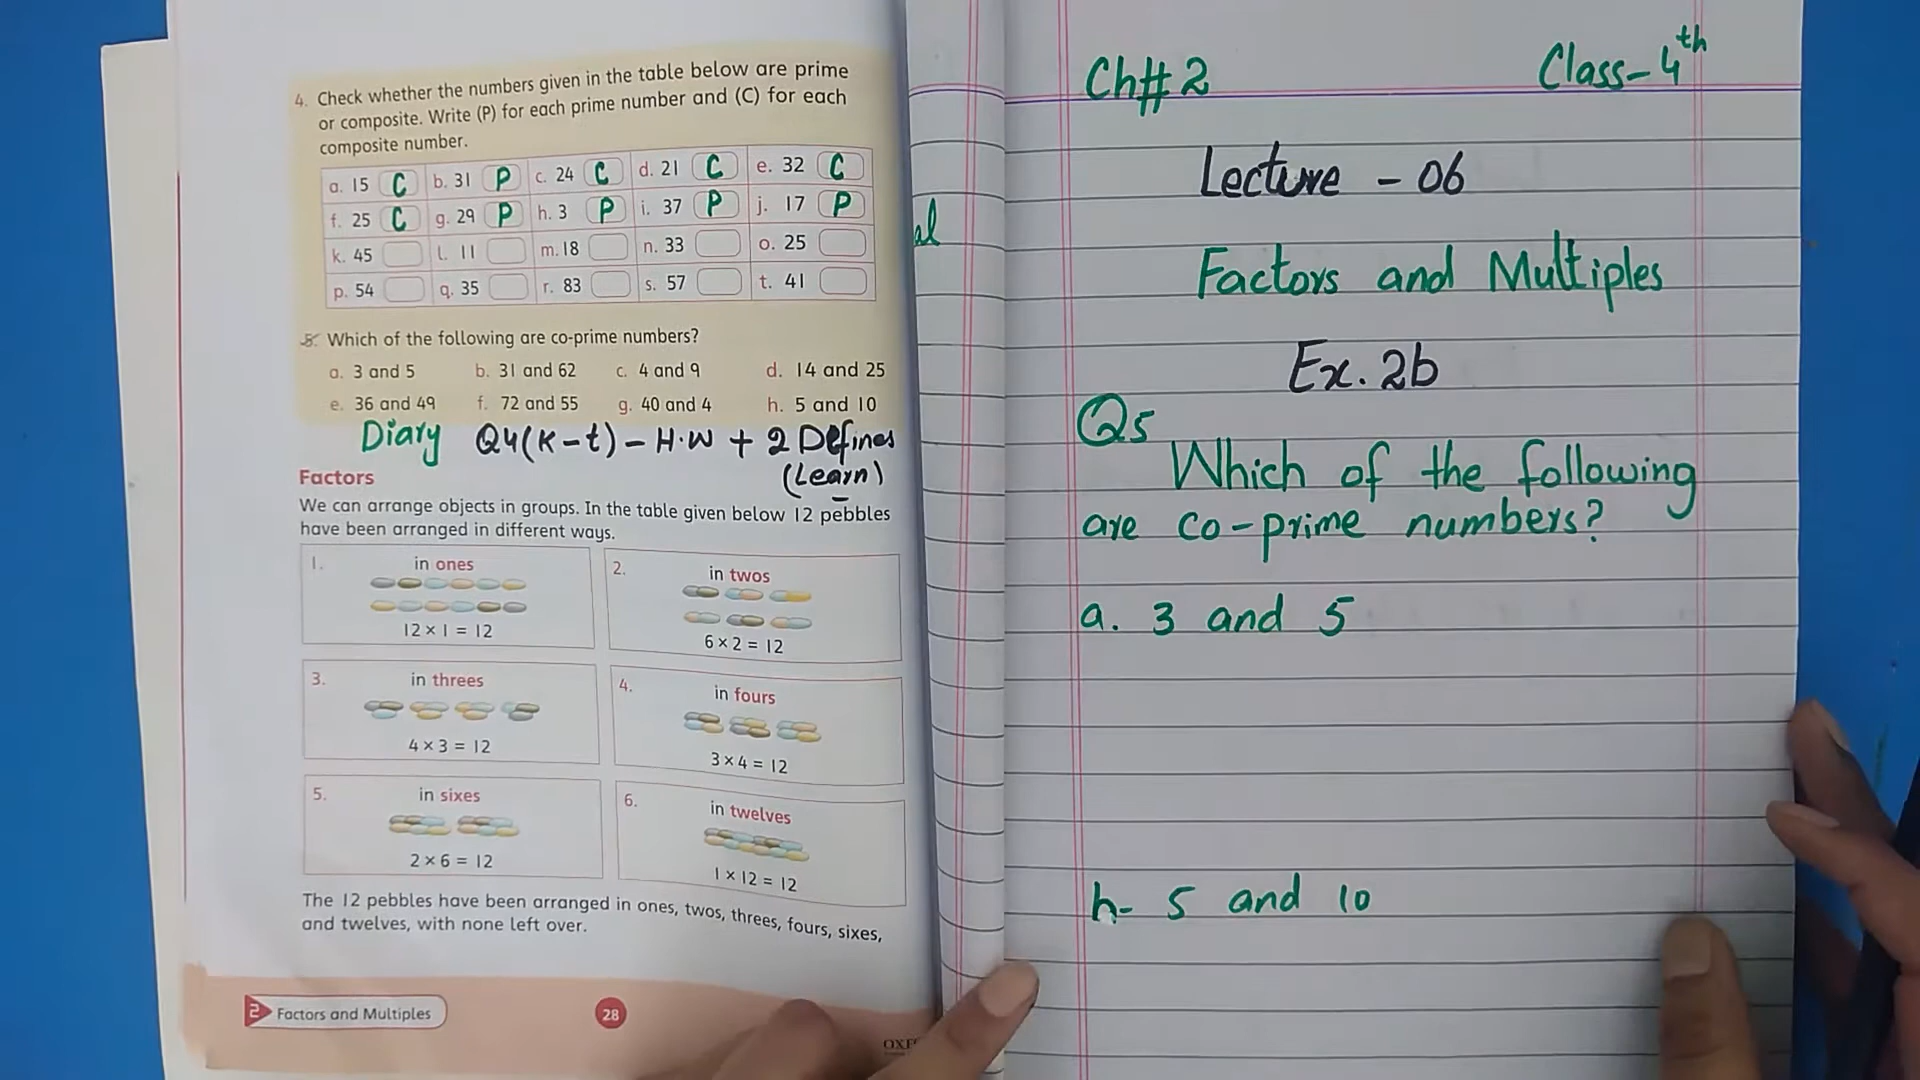 4. Check whether the numbers given in the table below are prime
or composite. Write (P) for each prime number and (C) for each
composite number.
a. 15 C b. 31 P c. 24 C d. 21 C e. 32 C
f. 25 C g. 29 P h. 3 P i. 37 P j. 17 P
k. 45 l. 11 m. 18 n. 33 o. 25
p. 54 q. 35 r. 83 s. 57 t. 41
5. Which of the following are co-prime numbers?
a. 3 and 5 b. 31 and 62 c. 4 and 9 d. 14 and 25
e. 36 and 49 f. 72 and 55 g. 40 and 4 h. 5 and 10
Diary Q4(K-t) - H.W + 2 Defines
(Learn)
Factors
We can arrange objects in groups. In the table given below 12 pebbles
have been arranged in different ways.
1. in ones
12 × 1 = 12
2. in twos
6 × 2 = 12
3. in threes
4 × 3 = 12
4. in fours
3 × 4 = 12
5. in sixes
2 × 6 = 12
6. in twelves
1 × 12 = 12
The 12 pebbles have been arranged in ones, twos, threes, fours, sixes,
and twelves, with none left over.
2 Factors and Multiples
28
al
Ch# 2 Class-4th
Lecture - 06
Factors and Multiples
Ex. 2b
Q5
Which of the following
are co-prime numbers?
a. 3 and 5
h- 5 and 10